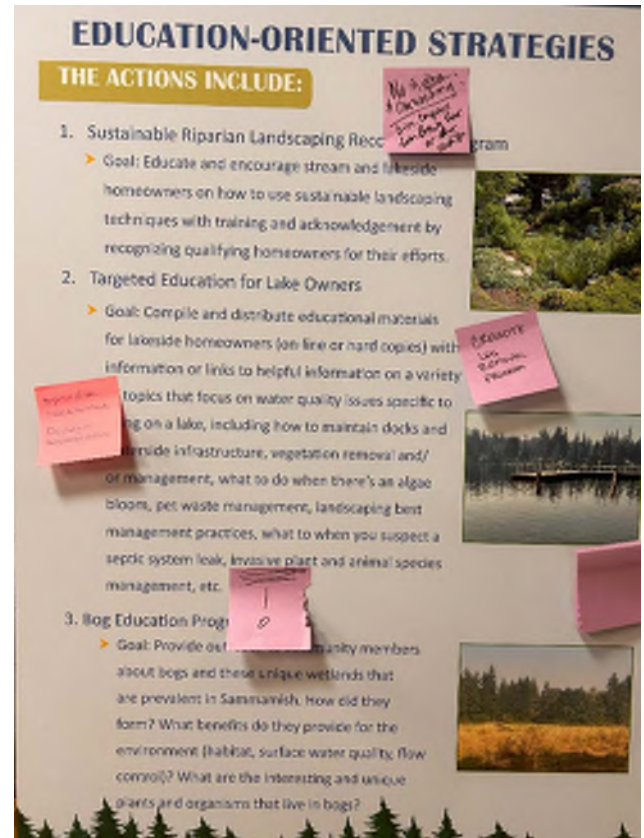 EDUCATION-ORIENTED STRATEGIES
THE ACTIONS INCLUDE:
1. Sustainable Riparian Landscaping Reco gram
➤ Goal: Educate and encourage stream and lakeside
homeowners on how to use sustainable landscaping
techniques with training and acknowledgement by
recognizing qualifying homeowners for their efforts.
2. Targeted Education for Lake Owners
➤ Goal: Compile and distribute educational materials
for lakeside homeowners (on-line or hard copies) with
information or links to helpful information on a variety
topics that focus on water quality issues specific to
ng on a lake, including how to maintain docks and
erside infrastructure, vegetation removal and/
or management, what to do when there's an algae
bloom, pet waste management, landscaping best
management practices, what to when you suspect a
septic system leak, invasive plant and animal species
management, etc.
3. Bog Education Prog
➤ Goal: Provide out unity members
about bogs and these unique wetlands that
are prevalent in Sammamish. How did they
form? What benefits do they provide for the
environment (habitat, surface water quality, flow
control)? What are the interesting and unique
plants and organisms that live in bogs?
REMOVAL
PROGRAM